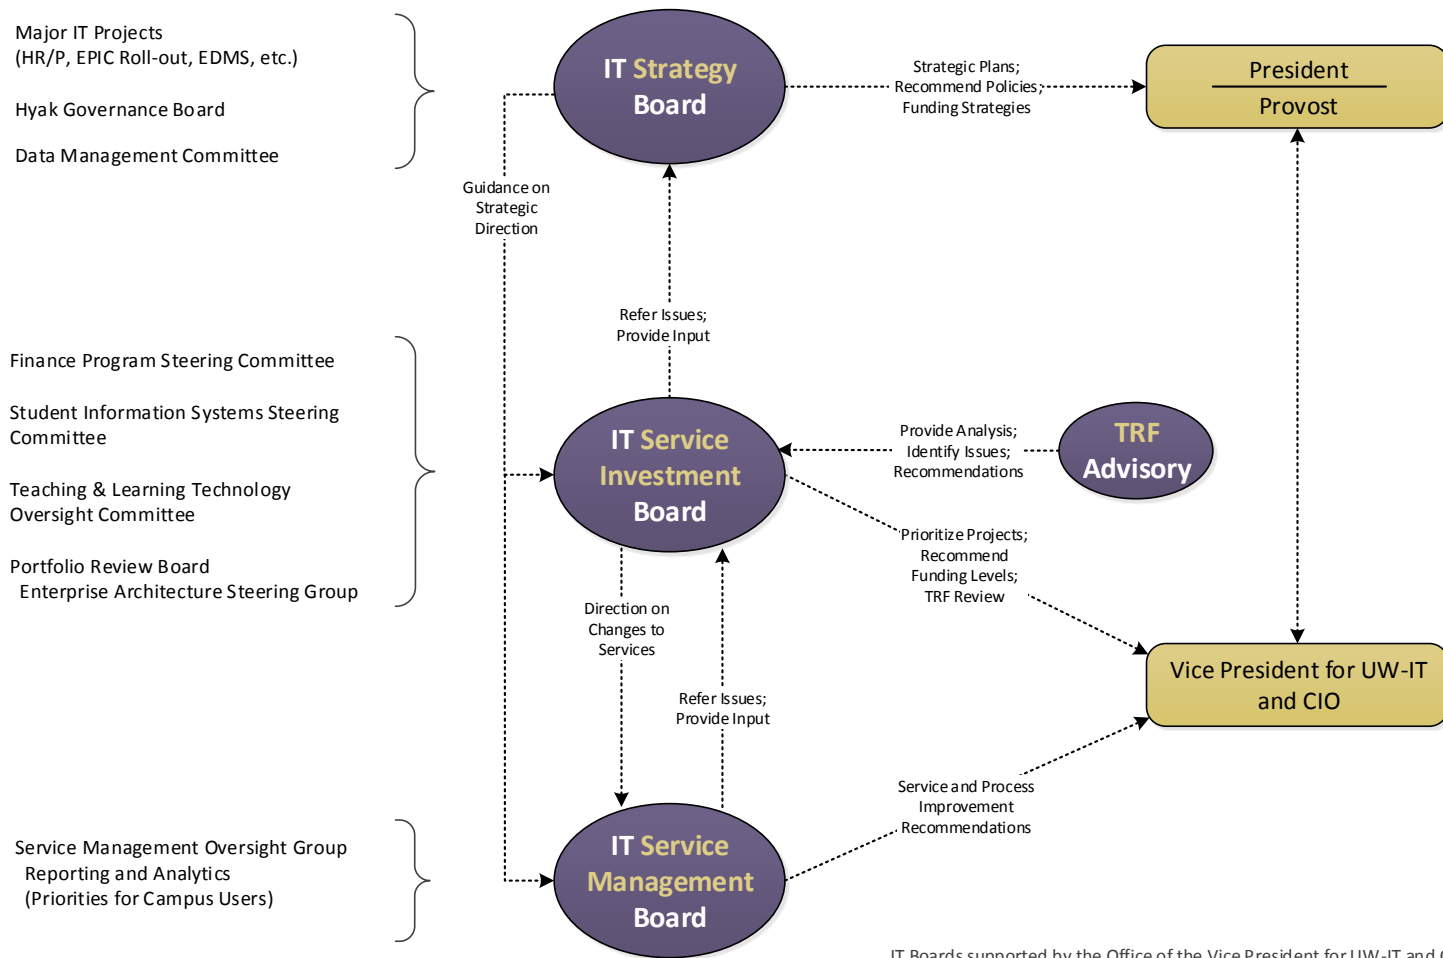 Major IT Projects
(HR/P, EPIC Roll-out, EDMS, etc.)
Hyak Governance Board
Data Management Committee
IT Strategy
Board
Strategic Plans;
Recommend Policies;
Funding Strategies
President
Provost
Guidance on
Strategic
Direction
Refer Issues;
Provide Input
Finance Program Steering Committee
Student Information Systems Steering
Committee
Teaching & Learning Technology
Oversight Committee
Portfolio Review Board
Enterprise Architecture Steering Group
IT Service
Investment
Board
Provide Analysis;
Identify Issues;
Recommendations
TRF
Advisory
Prioritize Projects;
Recommend
Funding Levels;
TRF Review
Direction on
Changes to
Services
Refer Issues;
Provide Input
Vice President for UW-IT
and CIO
Service and Process
Improvement
Recommendations
Service Management Oversight Group
Reporting and Analytics
(Priorities for Campus Users)
IT Service
Management
Board
IT Boards supported by the Office of the Vice President for UW-IT and